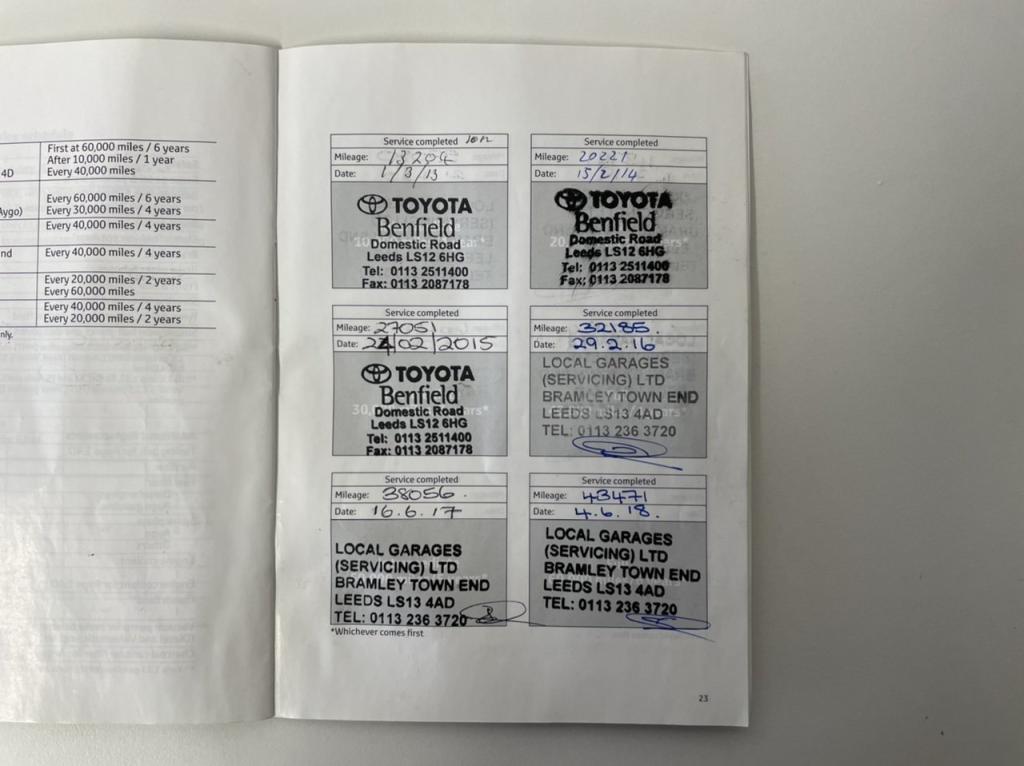 First at 60,000 miles / 6 years
After 10,000 miles / 1 year
4D Every 40,000 miles
Every 60,000 miles / 6 years
Aygo) Every 30,000 miles / 4 years
Every 40,000 miles / 4 years
nd Every 40,000 miles / 4 years
Every 20,000 miles / 2 years
Every 60,000 miles
Every 40,000 miles / 4 years
Every 20,000 miles / 2 years
nly.
Service completed
Mileage: 13204
Date: 1/3/13
TOYOTA
Benfield
Domestic Road
Leeds LS12 6HG
Tel: 0113 2511400
Fax: 0113 2087178
Service completed
Mileage: 20221
Date: 15/2/14
TOYOTA
Benfield
Domestic Road
Leeds LS12 6HG
Tel: 0113 2511400
Fax: 0113 2087178
Service completed
Mileage: 27051
Date: 24/02/2015
TOYOTA
Benfield
Domestic Road
Leeds LS12 6HG
Tel: 0113 2511400
Fax: 0113 2087178
Service completed
Mileage: 32185.
Date: 29.2.16
LOCAL GARAGES
(SERVICING) LTD
BRAMLEY TOWN END
LEEDS LS13 4AD
TEL: 0113 236 3720
Service completed
Mileage: 38056.
Date: 16.6.17
LOCAL GARAGES
(SERVICING) LTD
BRAMLEY TOWN END
LEEDS LS13 4AD
TEL: 0113 236 3720
Service completed
Mileage: 43471
Date: 4.6.18.
LOCAL GARAGES
(SERVICING) LTD
BRAMLEY TOWN END
LEEDS LS13 4AD
TEL: 0113 236 3720
*Whichever comes first
23